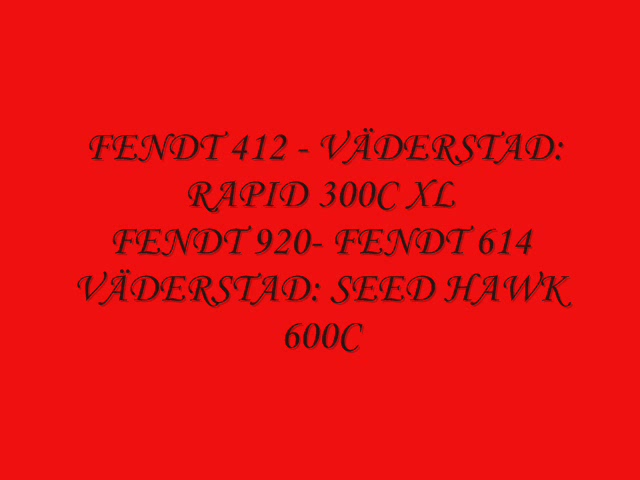 FENDT 412 - VÄDERSTAD:
RAPID 300C XL
FENDT 920- FENDT 614
VÄDERSTAD: SEED HAWK
600C